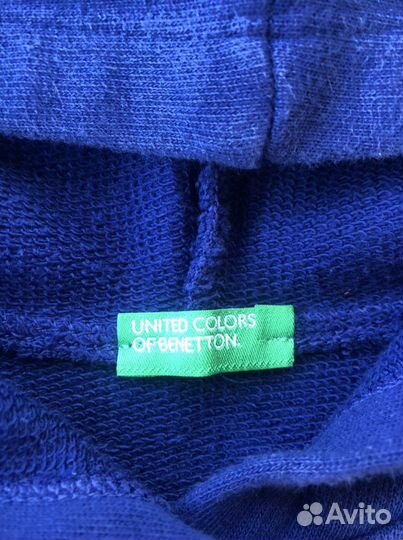 UNITED COLORS
OF BENETTON.
Avito